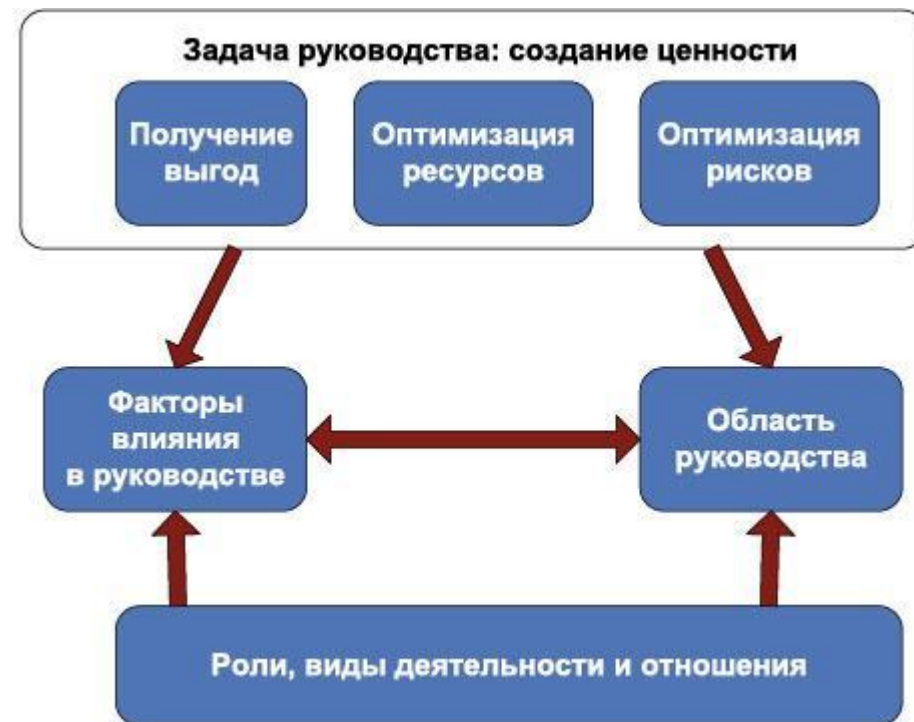 Задача руководства: создание ценности
Получение
выгод
Оптимизация
ресурсов
Оптимизация
рисков
Факторы
влияния
в руководстве
Область
руководства
Роли, виды деятельности и отношения